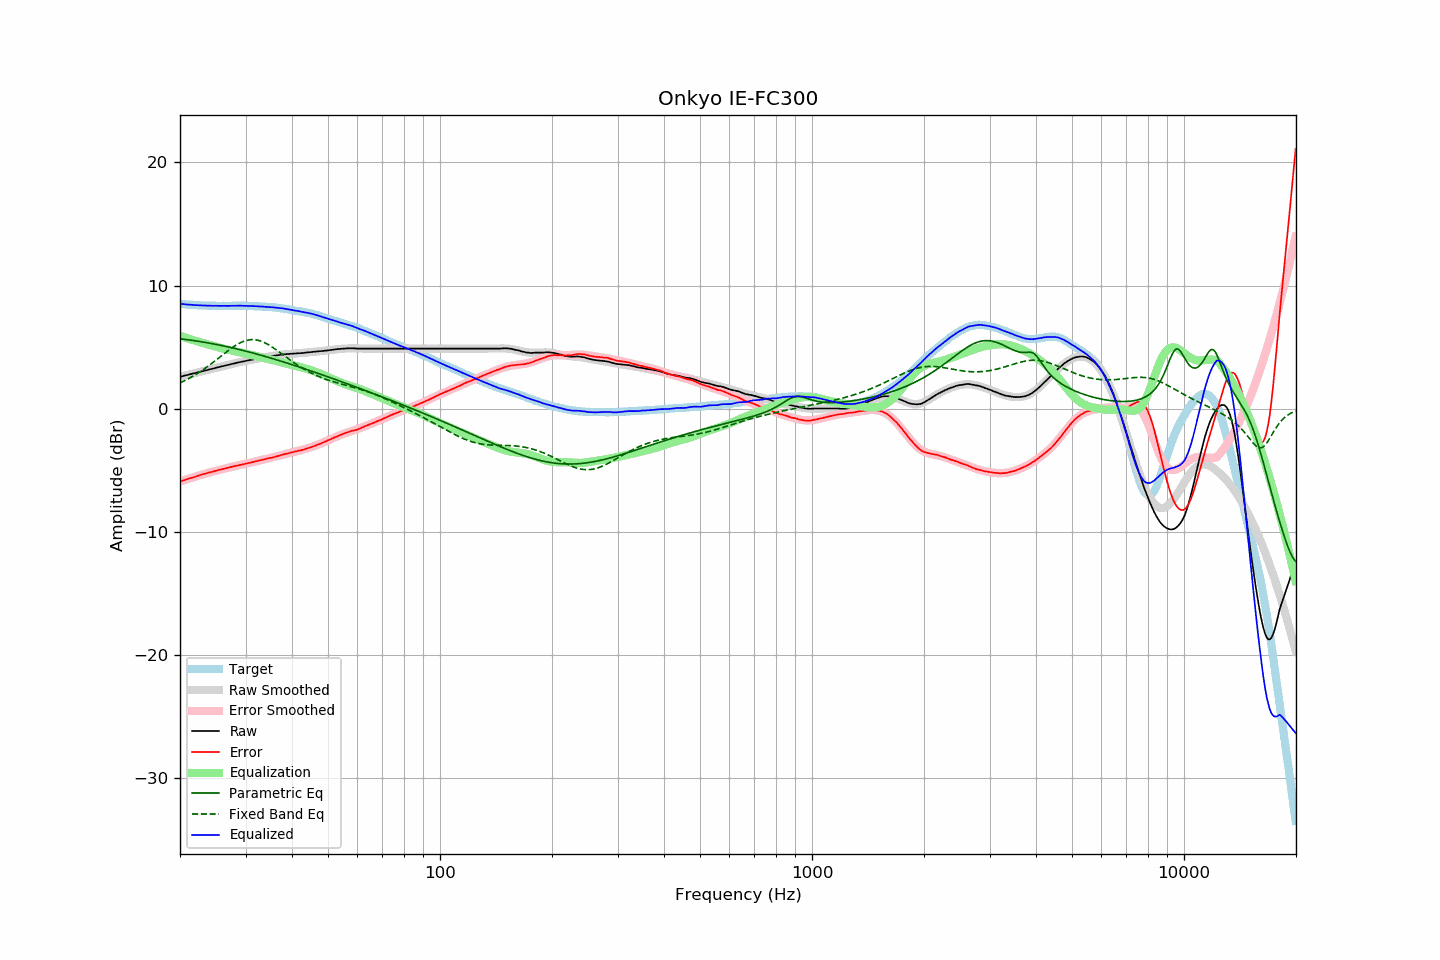 Onkyo IE-FC300
20
10
0
−10
−20
−30
Amplitude (dBr)
Target
Raw Smoothed
Error Smoothed
Raw
Error
Equalization
Parametric Eq
Fixed Band Eq
Equalized
100
1000
10000
Frequency (Hz)